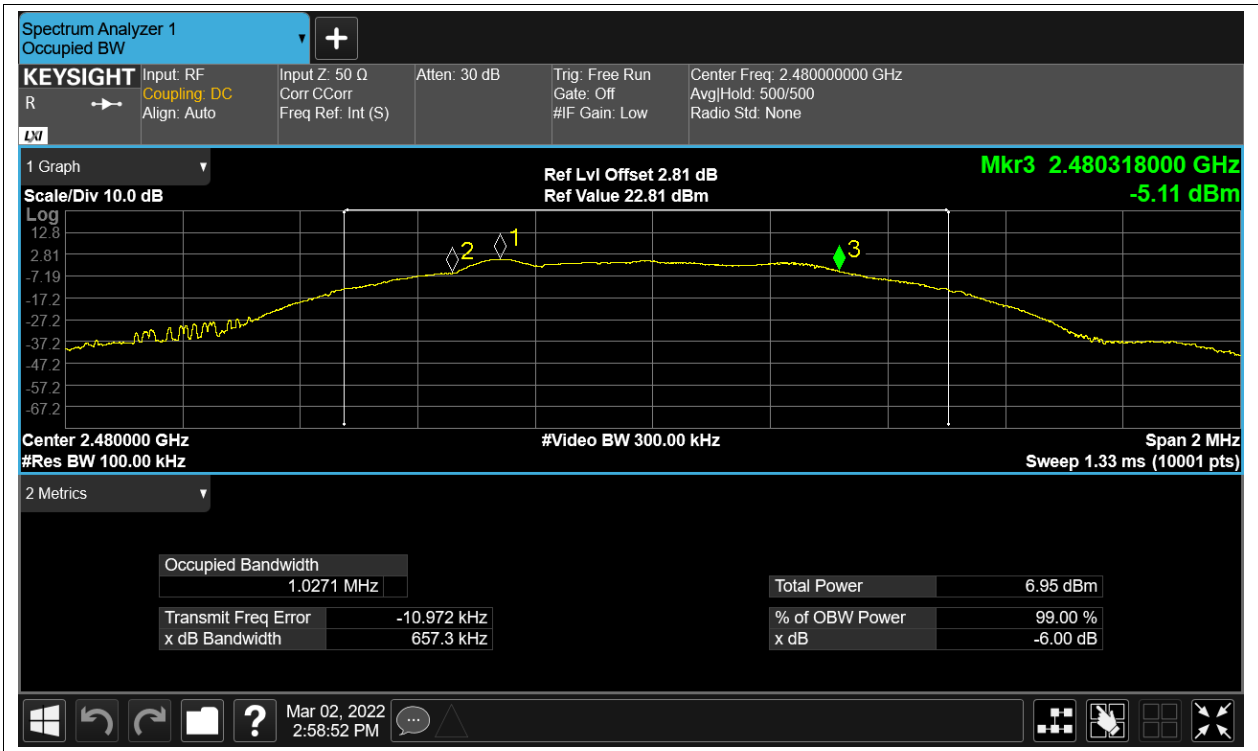 Spectrum Analyzer 1
Occupied BW
KEYSIGHT
R
LXI
Input: RF
Coupling: DC
Align: Auto
Input Z: 50 Ω
Corr CCorr
Freq Ref: Int (S)
Atten: 30 dB
Trig: Free Run
Gate: Off
#IF Gain: Low
Center Freq: 2.480000000 GHz
Avg|Hold: 500/500
Radio Std: None
1 Graph
Scale/Div 10.0 dB
Ref Lvl Offset 2.81 dB
Ref Value 22.81 dBm
Mkr3 2.480318000 GHz
-5.11 dBm
Log
12.8
2.81
-7.19
-17.2
-27.2
-37.2
-47.2
-57.2
-67.2
2
1
3
Center 2.480000 GHz
#Res BW 100.00 kHz
#Video BW 300.00 kHz
Span 2 MHz
Sweep 1.33 ms (10001 pts)
2 Metrics
Occupied Bandwidth
1.0271 MHz
Transmit Freq Error -10.972 kHz
x dB Bandwidth 657.3 kHz
Total Power 6.95 dBm
% of OBW Power 99.00 %
x dB -6.00 dB
?
Mar 02, 2022
2:58:52 PM